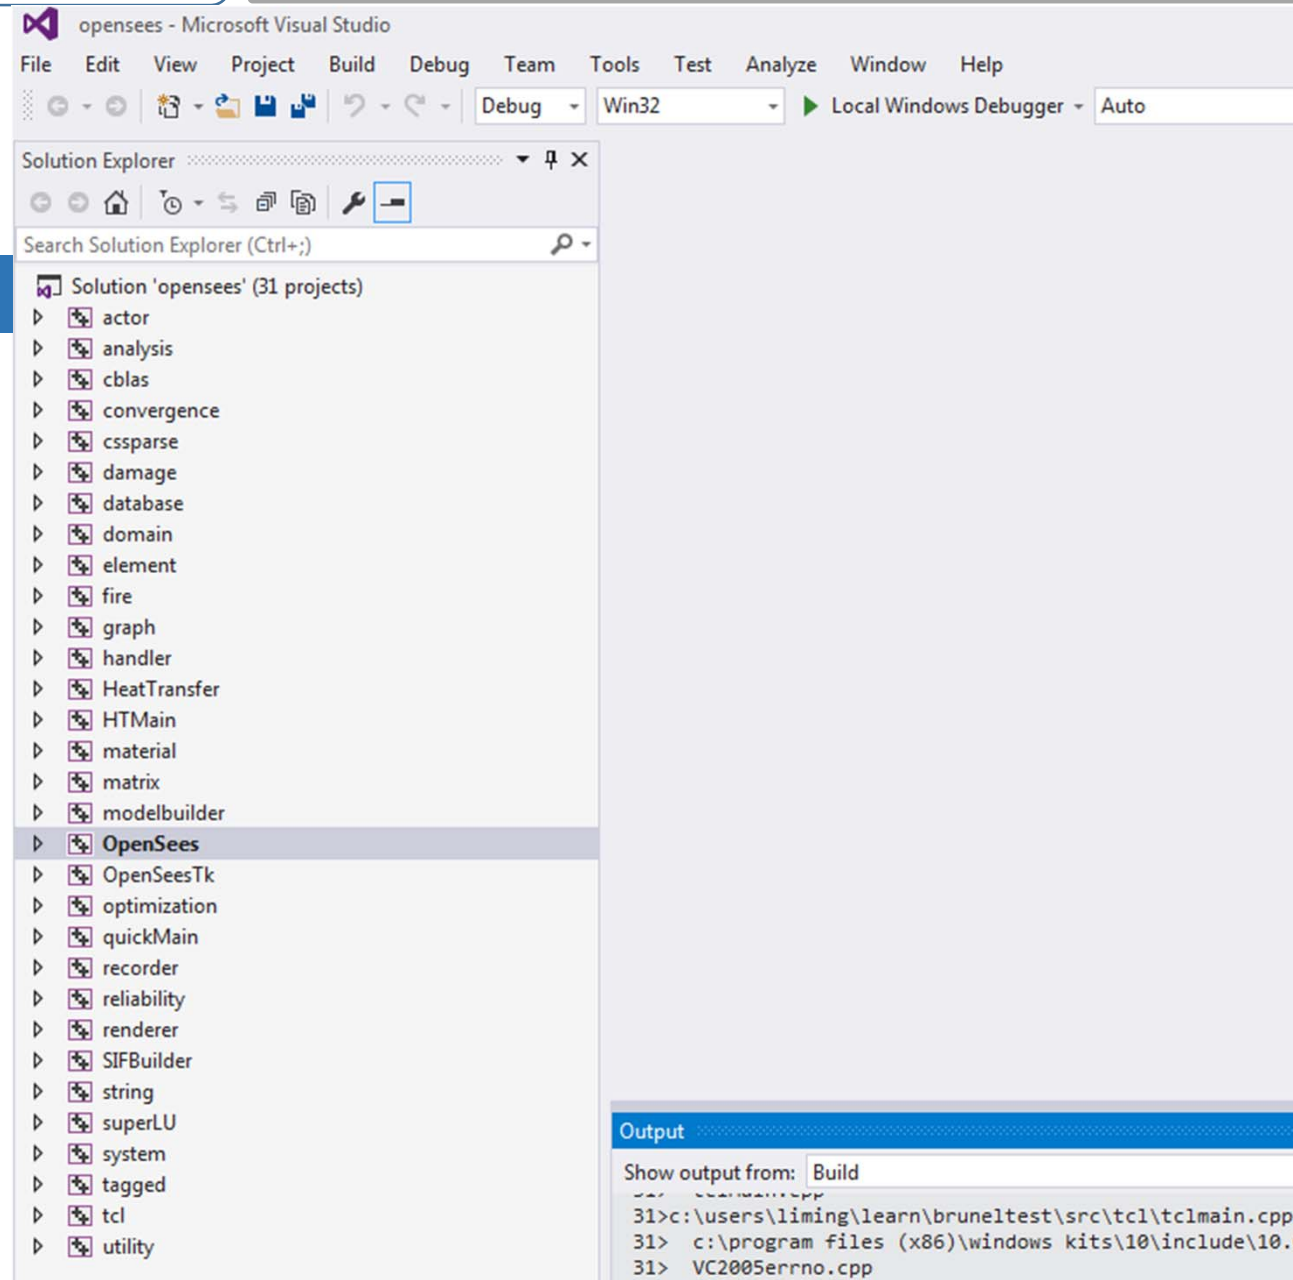 opensees - Microsoft Visual Studio
File Edit View Project Build Debug Team Tools Test Analyze Window Help
Debug Win32 Local Windows Debugger Auto
Solution Explorer
Search Solution Explorer (Ctrl+;)
Solution 'opensees' (31 projects)
actor
analysis
cblas
convergence
cssparse
damage
database
domain
element
fire
graph
handler
HeatTransfer
HTMain
material
matrix
modelbuilder
OpenSees
OpenSeesTk
optimization
quickMain
recorder
reliability
renderer
SIFBuilder
string
superLU
system
tagged
tcl
utility
Output
Show output from: Build
31> tclMain.cpp
31>c:\users\liming\learn\bruneltest\src\tcl\tclmain.cpp
31> c:\program files (x86)\windows kits\10\include\10.
31> VC2005errno.cpp